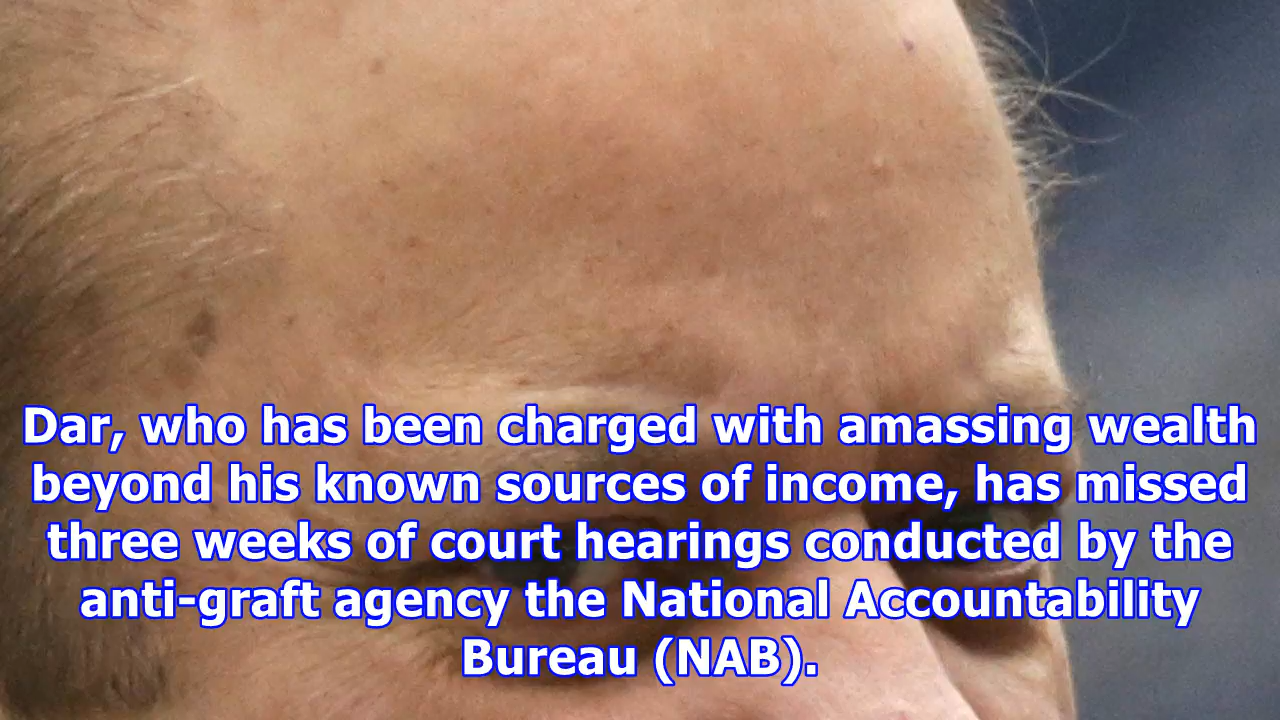 Dar, who has been charged with amassing wealth
beyond his known sources of income, has missed
three weeks of court hearings conducted by the
anti-graft agency the National Accountability
Bureau (NAB).